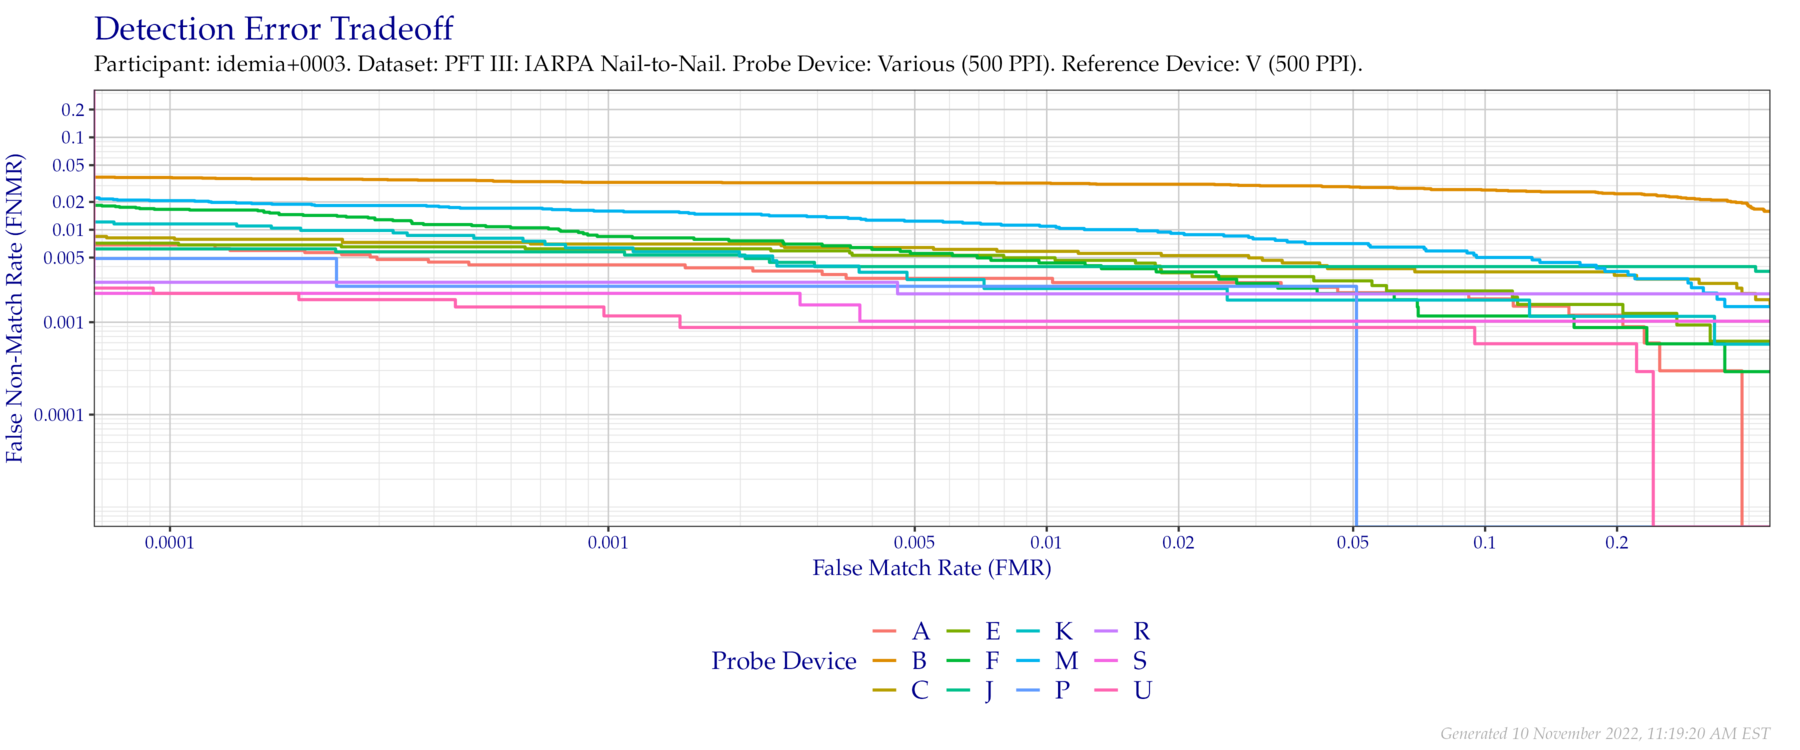 Detection Error Tradeoff
Participant: idemia+0003. Dataset: PFT III: IARPA Nail-to-Nail. Probe Device: Various (500 PPI). Reference Device: V (500 PPI).
False Non-Match Rate (FNMR)
0.2
0.1
0.05
0.02
0.01
0.005
0.001
0.0001
0.0001 0.001 0.005 0.01 0.02 0.05 0.1 0.2
False Match Rate (FMR)
Probe Device
A E K R
B F M S
C J P U
Generated 10 November 2022, 11:19:20 AM EST